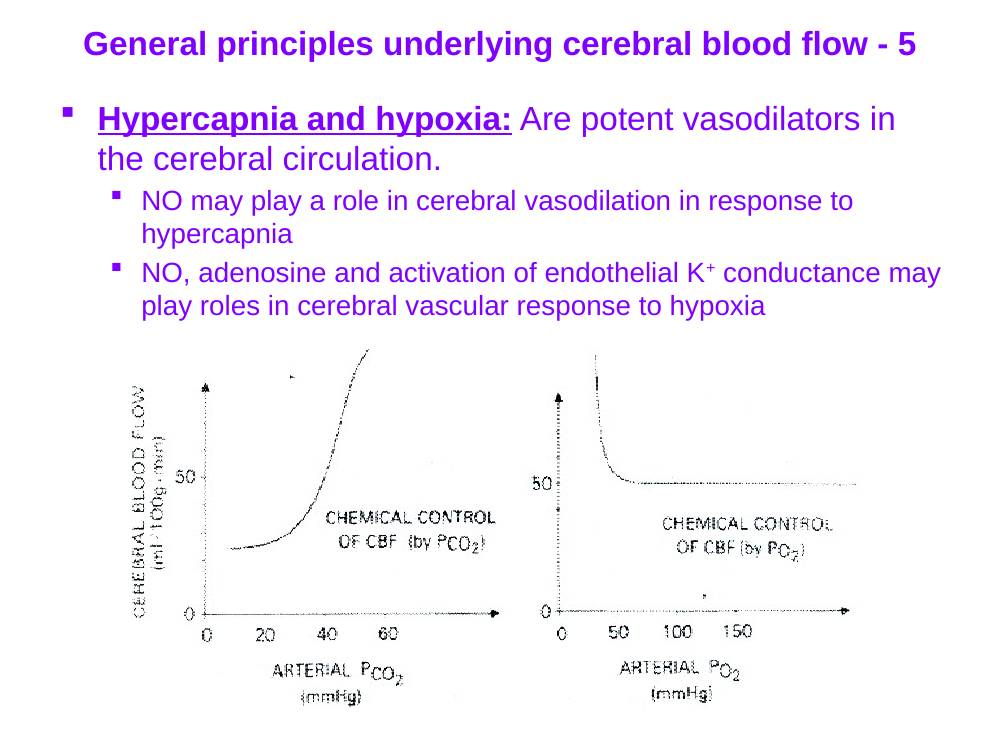 General principles underlying cerebral blood flow - 5
▪ Hypercapnia and hypoxia: Are potent vasodilators in
the cerebral circulation.
▪ NO may play a role in cerebral vasodilation in response to
hypercapnia
▪ NO, adenosine and activation of endothelial K⁺ conductance may
play roles in cerebral vascular response to hypoxia
CEREBRAL BLOOD FLOW
(ml · 100g · min)
50
0
0 20 40 60
CHEMICAL CONTROL
OF CBF (by PCO₂)
ARTERIAL PCO₂
(mmHg)
50
0
0 50 100 150
CHEMICAL CONTROL
OF CBF (by PO₂)
ARTERIAL PO₂
(mmHg)